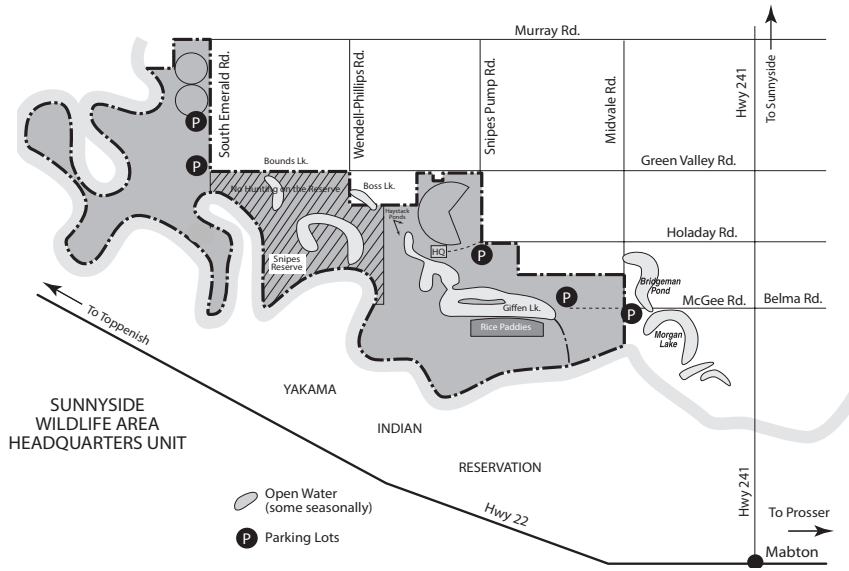 Murray Rd.
South Emerald Rd.
Wendell-Phillips Rd.
Snipes Pump Rd.
Midvale Rd.
Hwy 241
To Sunnyside
P
P
Bounds Lk.
Green Valley Rd.
No Hunting on the Reserve
Boss Lk.
Haystack
Ponds
Holaday Rd.
HQ
P
Snipes
Reserve
Bridgeman
Pond
P
McGee Rd.
Belma Rd.
Giffen Lk.
P
Rice Paddies
Morgan
Lake
To Toppenish
YAKAMA
INDIAN
RESERVATION
SUNNYSIDE
WILDLIFE AREA
HEADQUARTERS UNIT
Open Water
(some seasonally)
P Parking Lots
Hwy 22
Hwy 241
To Prosser
Mabton